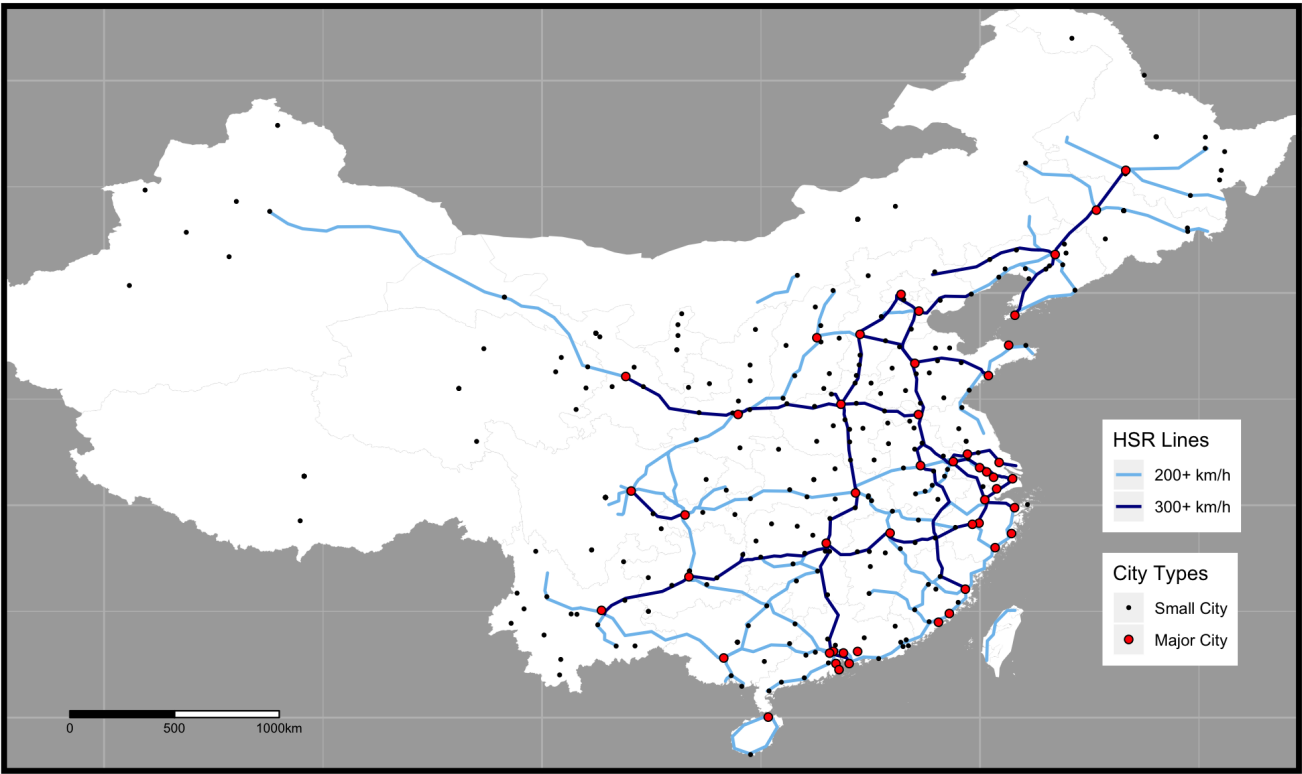 HSR Lines
200+ km/h
300+ km/h
City Types
Small City
Major City
0 500 1000km